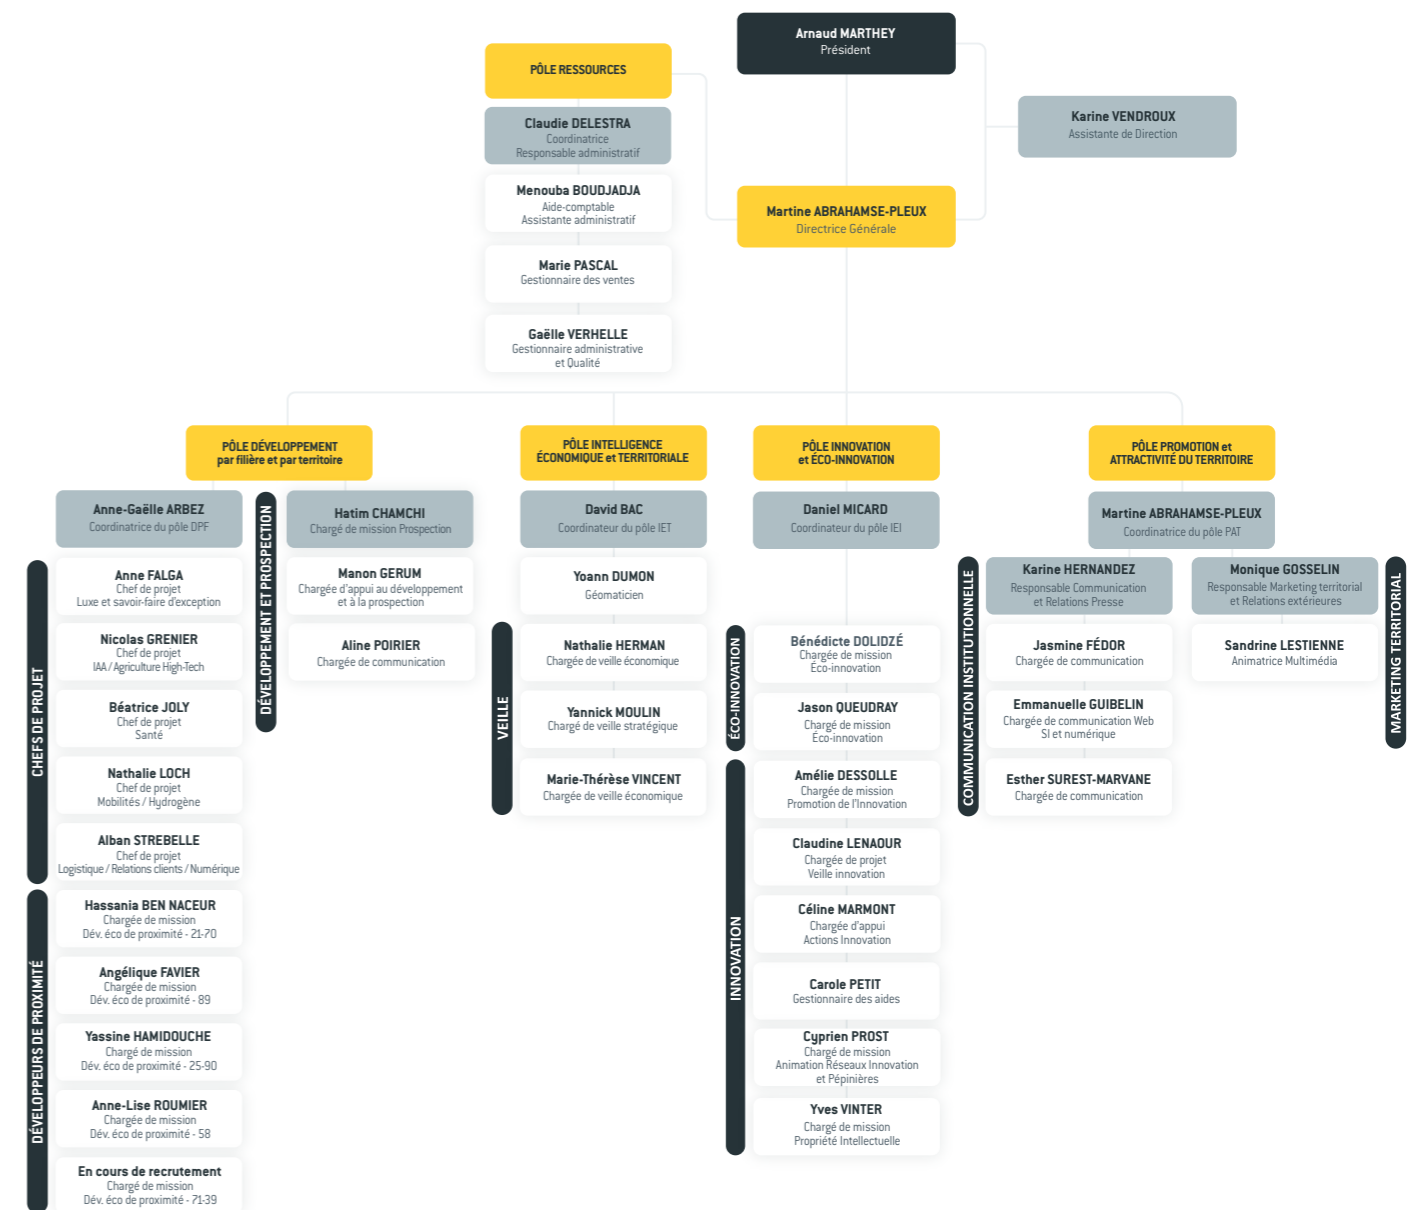 Arnaud MARTHEY
Président
PÔLE RESSOURCES
Claudie DELESTRA
Coordinatrice
Responsable administratif
Karine VENDROUX
Assistante de Direction
Menouba BOUDJADJA
Aide-comptable
Assistante administratif
Martine ABRAHAMSE-PLEUX
Directrice Générale
Marie PASCAL
Gestionnaire des ventes
Gaëlle VERHELLE
Gestionnaire administrative
et Qualité
PÔLE DÉVELOPPEMENT
par filière et par territoire
Anne-Gaëlle ARBEZ
Coordinatrice du pôle DPF
CHEFS DE PROJET
Anne FALGA
Chef de projet
Luxe et savoir-faire d'exception
Nicolas GRENIER
Chef de projet
IAA / Agriculture High-Tech
Béatrice JOLY
Chef de projet
Santé
Nathalie LOCH
Chef de projet
Mobilités / Hydrogène
Alban STREBELLE
Chef de projet
Logistique / Relations clients / Numérique
DÉVELOPPEURS DE PROXIMITÉ
Hassania BEN NACEUR
Chargée de mission
Dév. éco de proximité - 21-70
Angélique FAVIER
Chargée de mission
Dév. éco de proximité - 89
Yassine HAMIDOUCHE
Chargé de mission
Dév. éco de proximité - 25-90
Anne-Lise ROUMIER
Chargée de mission
Dév. éco de proximité - 58
En cours de recrutement
Chargé de mission
Dév. éco de proximité - 71-39
DÉVELOPPEMENT ET PROSPECTION
Hatim CHAMCHI
Chargé de mission Prospection
Manon GERUM
Chargée d'appui au développement
et à la prospection
Aline POIRIER
Chargée de communication
PÔLE INTELLIGENCE
ÉCONOMIQUE et TERRITORIALE
David BAC
Coordinateur du pôle IET
Yoann DUMON
Géomaticien
VEILLE
Nathalie HERMAN
Chargée de veille économique
Yannick MOULIN
Chargé de veille stratégique
Marie-Thérèse VINCENT
Chargée de veille économique
PÔLE INNOVATION
et ÉCO-INNOVATION
Daniel MICARD
Coordinateur du pôle IEI
ÉCO-INNOVATION
Bénédicte DOLIDZÉ
Chargée de mission
Éco-innovation
Jason QUEUDRAY
Chargé de mission
Éco-innovation
INNOVATION
Amélie DESSOLLE
Chargée de mission
Promotion de l'Innovation
Claudine LENAOUR
Chargée de projet
Veille innovation
Céline MARMONT
Chargée d'appui
Actions Innovation
Carole PETIT
Gestionnaire des aides
Cyprien PROST
Chargé de mission
Animation Réseaux Innovation
et Pépinières
Yves VINTER
Chargé de mission
Propriété Intellectuelle
PÔLE PROMOTION et
ATTRACTIVITÉ DU TERRITOIRE
Martine ABRAHAMSE-PLEUX
Coordinatrice du pôle PAT
COMMUNICATION INSTITUTIONNELLE
Karine HERNANDEZ
Responsable Communication
et Relations Presse
Jasmine FÉDOR
Chargée de communication
Emmanuelle GUIBELIN
Chargée de communication Web
SI et numérique
Esther SUREST-MARVANE
Chargée de communication
Monique GOSSELIN
Responsable Marketing territorial
et Relations extérieures
Sandrine LESTIENNE
Animatrice Multimédia
MARKETING TERRITORIAL